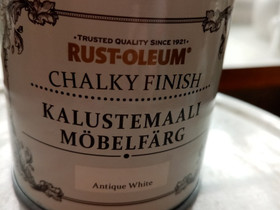 • TRUSTED QUALITY SINCE 1921 •
RUST-OLEUM®
CHALKY FINISH
KALUSTEMAALI
MÖBELFÄRG
Antique White